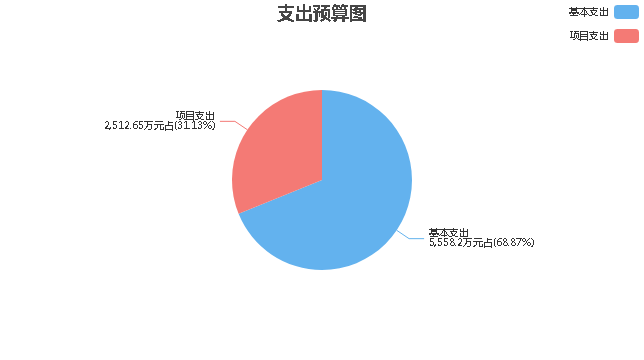 支出预算图
基本支出
项目支出
项目支出
2,512.65万元占(31.13%)
基本支出
5,558.2万元占(68.87%)